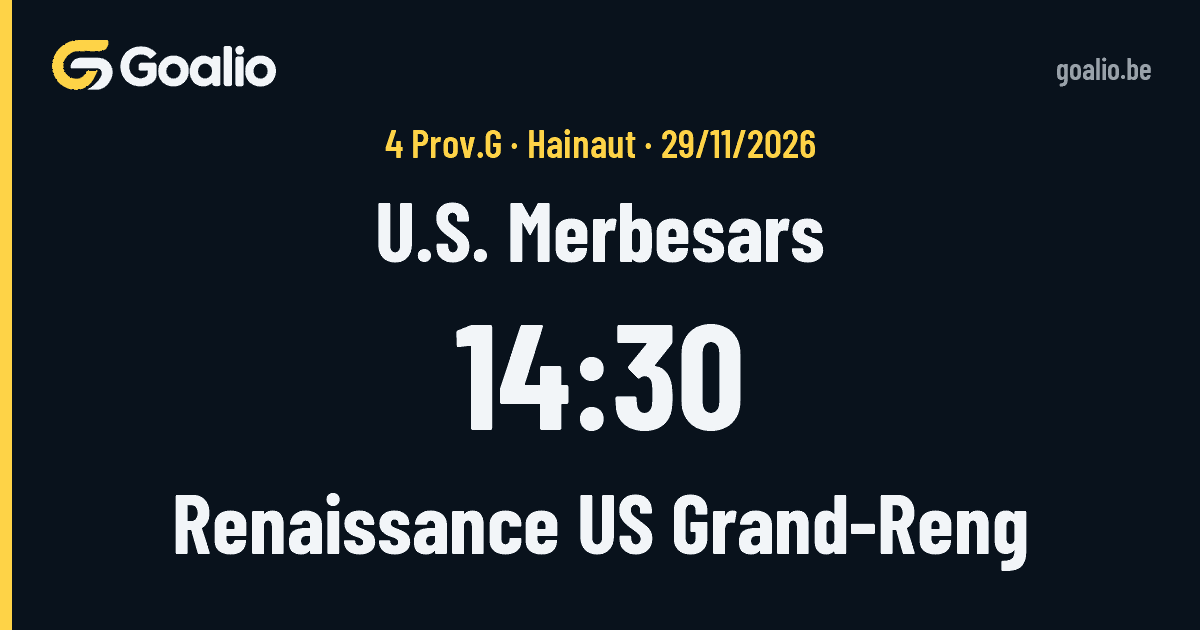 Goalio
goalio.be
4 Prov.G · Hainaut · 29/11/2026
U.S. Merbesars
14:30
Renaissance US Grand-Reng